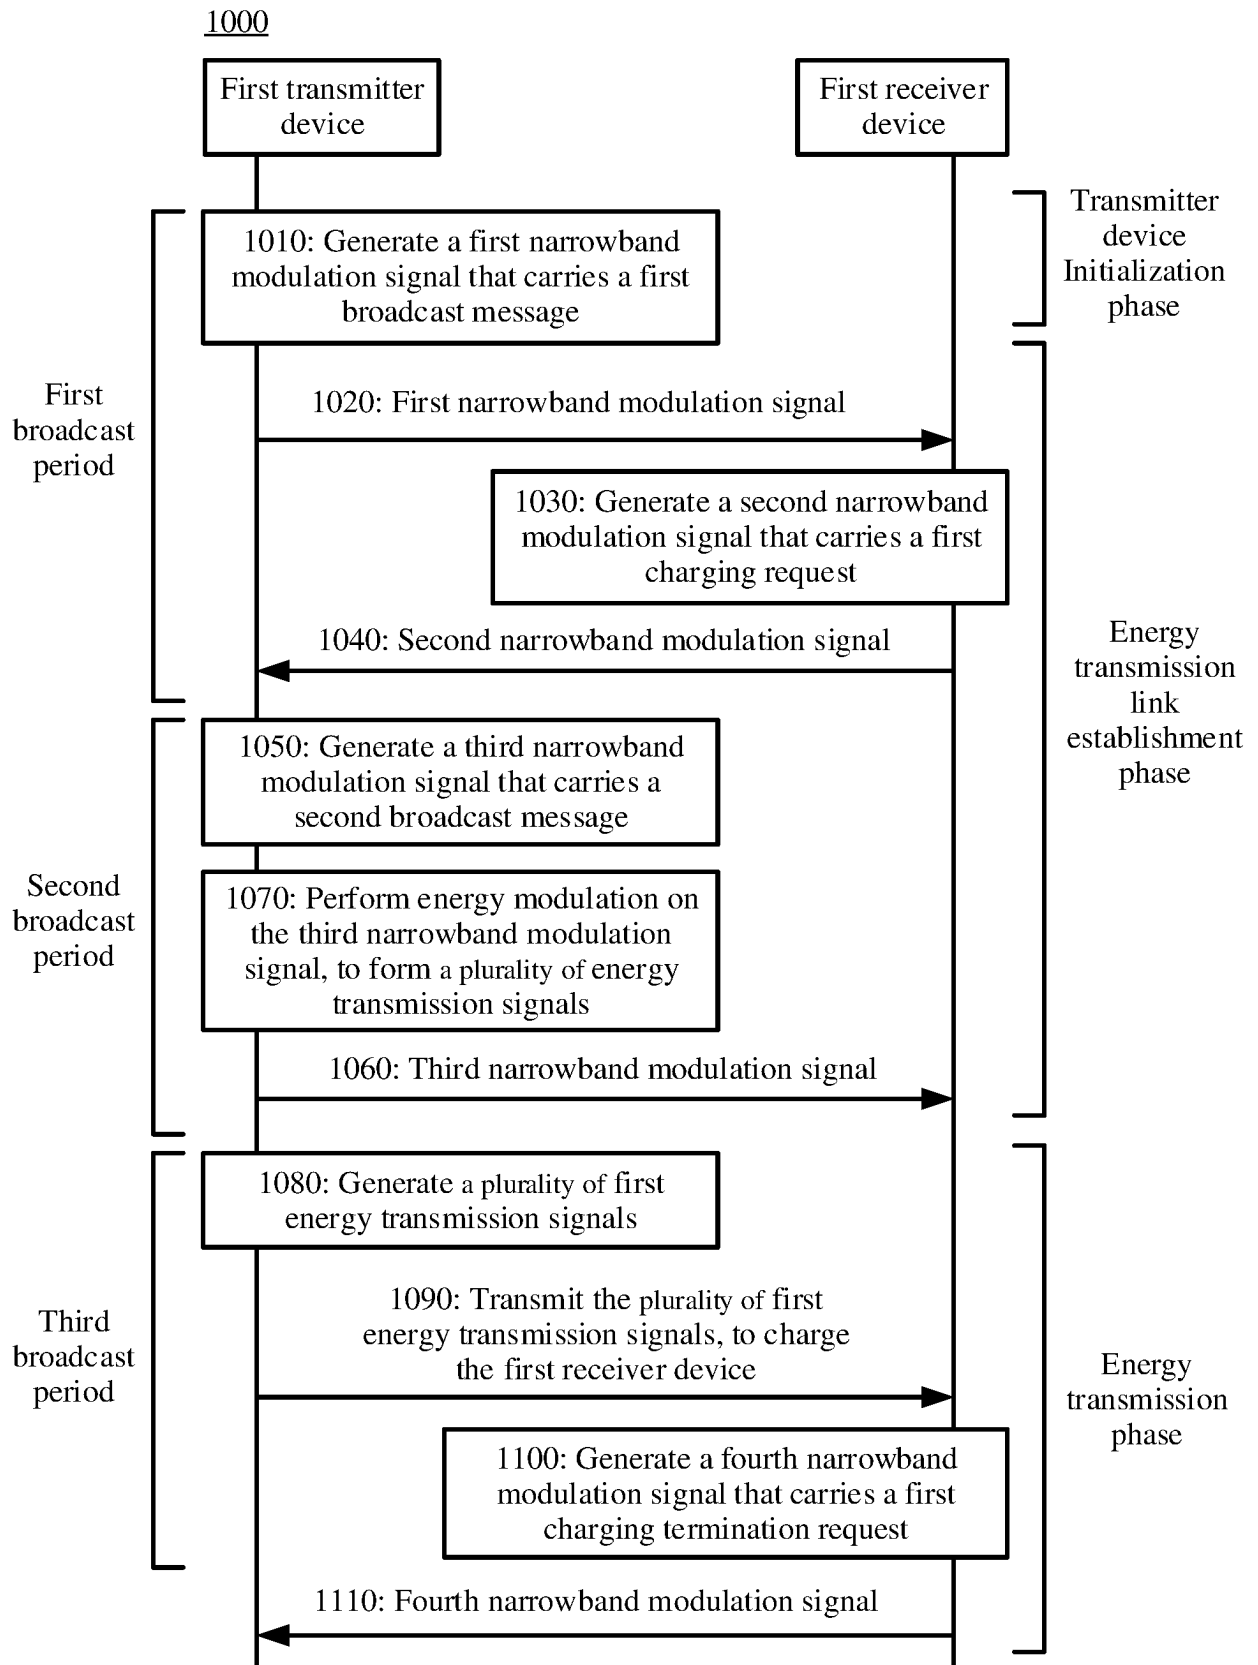 1000
First transmitter
device
First receiver
device
Transmitter
device
Initialization
phase
1010: Generate a first narrowband
modulation signal that carries a first
broadcast message
First
broadcast
period
1020: First narrowband modulation signal
1030: Generate a second narrowband
modulation signal that carries a first
charging request
1040: Second narrowband modulation signal
Energy
transmission
link
establishment
phase
1050: Generate a third narrowband
modulation signal that carries a
second broadcast message
Second
broadcast
period
1070: Perform energy modulation on
the third narrowband modulation
signal, to form a plurality of energy
transmission signals
1060: Third narrowband modulation signal
1080: Generate a plurality of first
energy transmission signals
Third
broadcast
period
1090: Transmit the plurality of first
energy transmission signals, to charge
the first receiver device
Energy
transmission
phase
1100: Generate a fourth narrowband
modulation signal that carries a first
charging termination request
1110: Fourth narrowband modulation signal